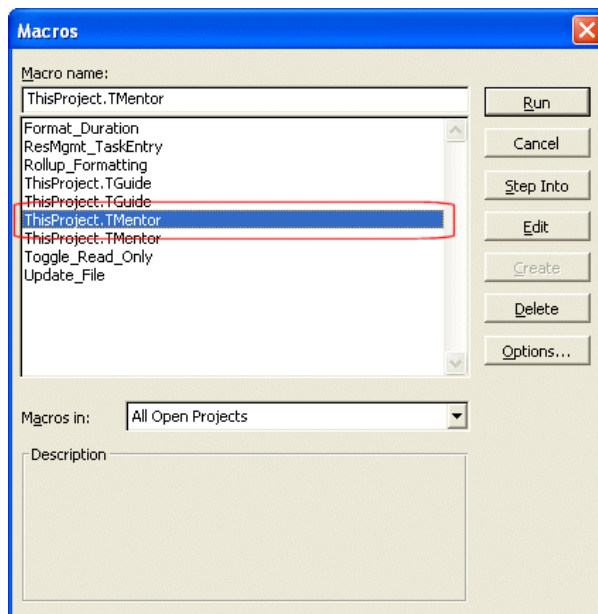 Macros
Macro name:
ThisProject.TMentor
Run
Format_Duration
ResMgmt_TaskEntry
Rollup_Formatting
ThisProject.TGuide
ThisProject.TGuide
ThisProject.TMentor
ThisProject.TMentor
Toggle_Read_Only
Update_File
Cancel
Step Into
Edit
Create
Delete
Options...
Macros in:
All Open Projects
Description